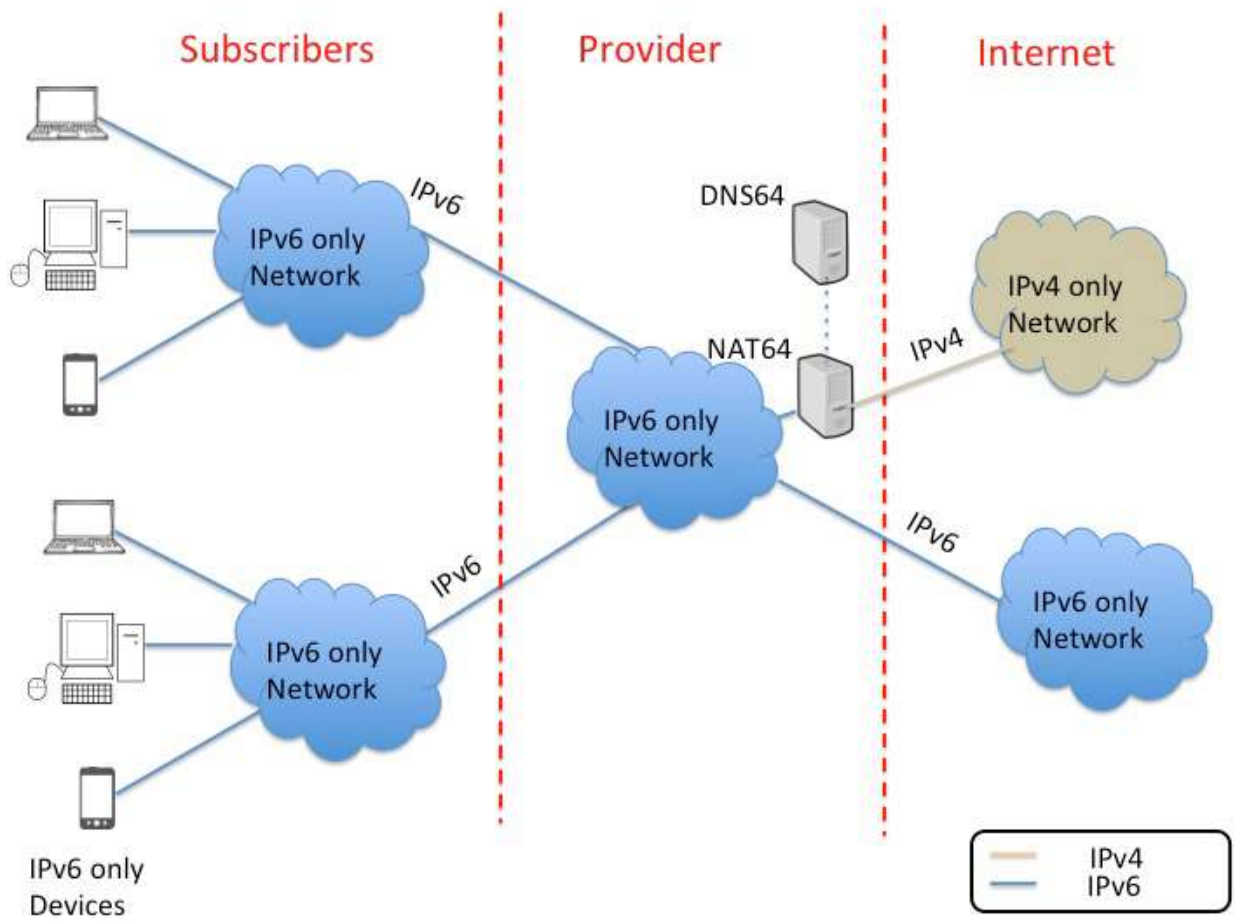 Subscribers
Provider
Internet
IPv6
DNS64
IPv6 only
Network
IPv4 only
Network
NAT64
IPv4
IPv6 only
Network
IPv6
IPv6
IPv6 only
Network
IPv6 only
Network
IPv6 only
Devices
IPv4
IPv6